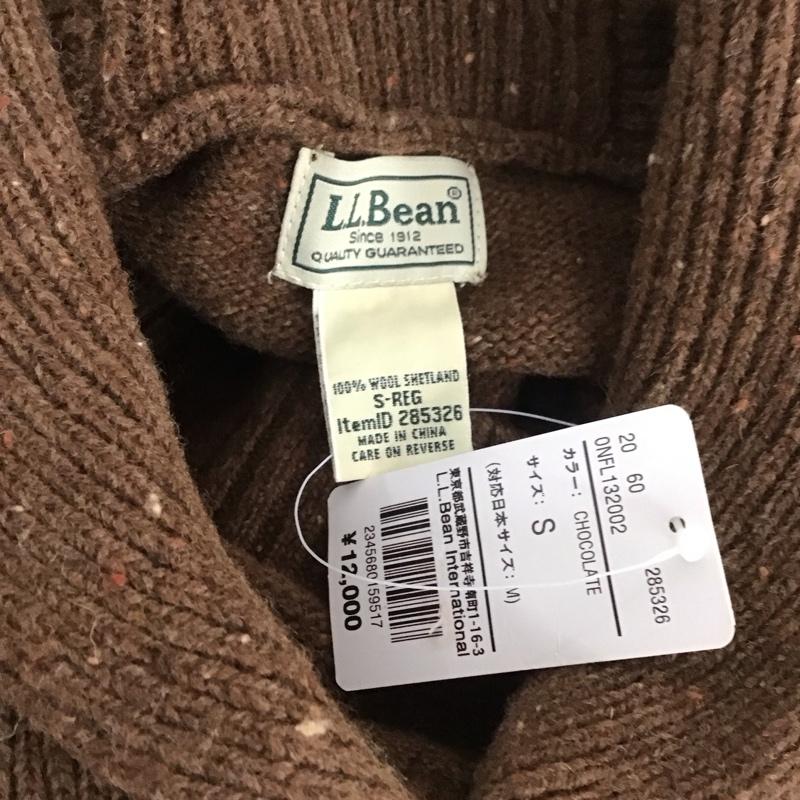 L.L.Bean®
Since 1912
QUALITY GUARANTEED
100% WOOL SHETLAND
S-REG
ItemID 285326
MADE IN CHINA
CARE ON REVERSE
20 60
0NFL132002
285326
カラー: CHOCOLATE
サイズ: S
(対応日本サイズ: M)
L.L.Bean International
東京都武蔵野市吉祥寺南町1-16-3
2345680159517
¥12,000